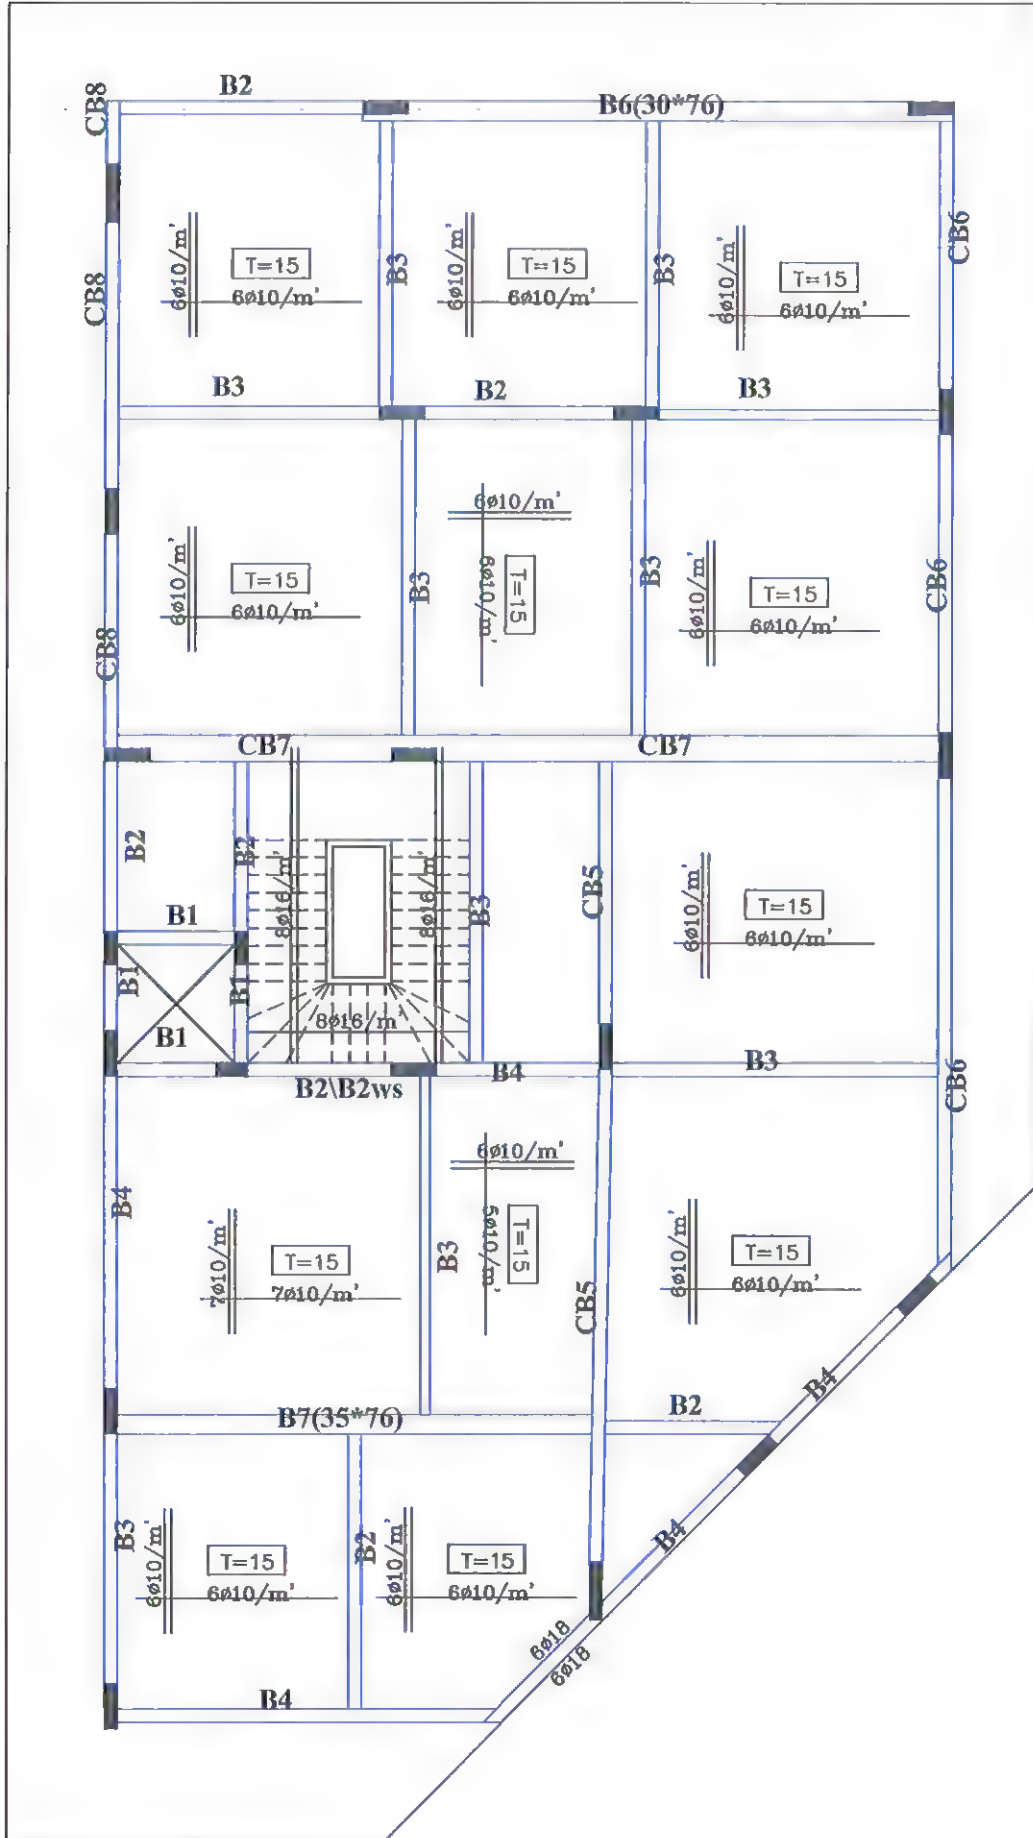 B2
CB8
B6(30*76)
CB6
6ø10/m'
T=15
6ø10/m'
B3
6ø10/m'
T=15
6ø10/m'
B3
6ø10/m'
T=15
6ø10/m'
CB8
B3
B2
B3
6ø10/m'
T=15
6ø10/m'
B3
6ø10/m'
6ø10/m'
T=15
B3
6ø10/m'
T=15
6ø10/m'
CB6
CB8
CB7
CB7
B2
B2
8ø16/m'
8ø16/m'
B3
CB5
6ø10/m'
T=15
6ø10/m'
B1
B1
B1
B1
8ø16/m'
B2\B2ws
B4
B3
CB6
B4
7ø10/m'
T=15
7ø10/m'
B3
6ø10/m'
5ø10/m'
T=15
CB5
6ø10/m'
T=15
6ø10/m'
B4
B7(35*76)
B2
B4
B3
6ø10/m'
T=15
6ø10/m'
B2
6ø10/m'
T=15
6ø10/m'
6ø18
6ø18
B4